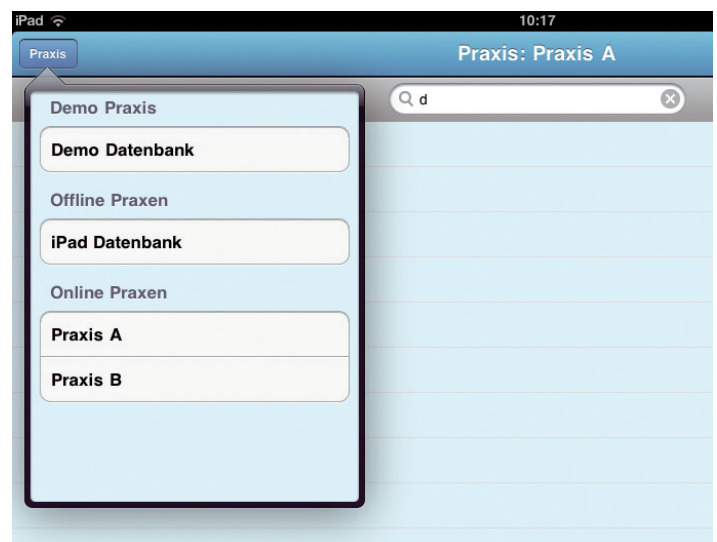 iPad 10:17
Praxis Praxis: Praxis A
d
Demo Praxis
Demo Datenbank
Offline Praxen
iPad Datenbank
Online Praxen
Praxis A
Praxis B